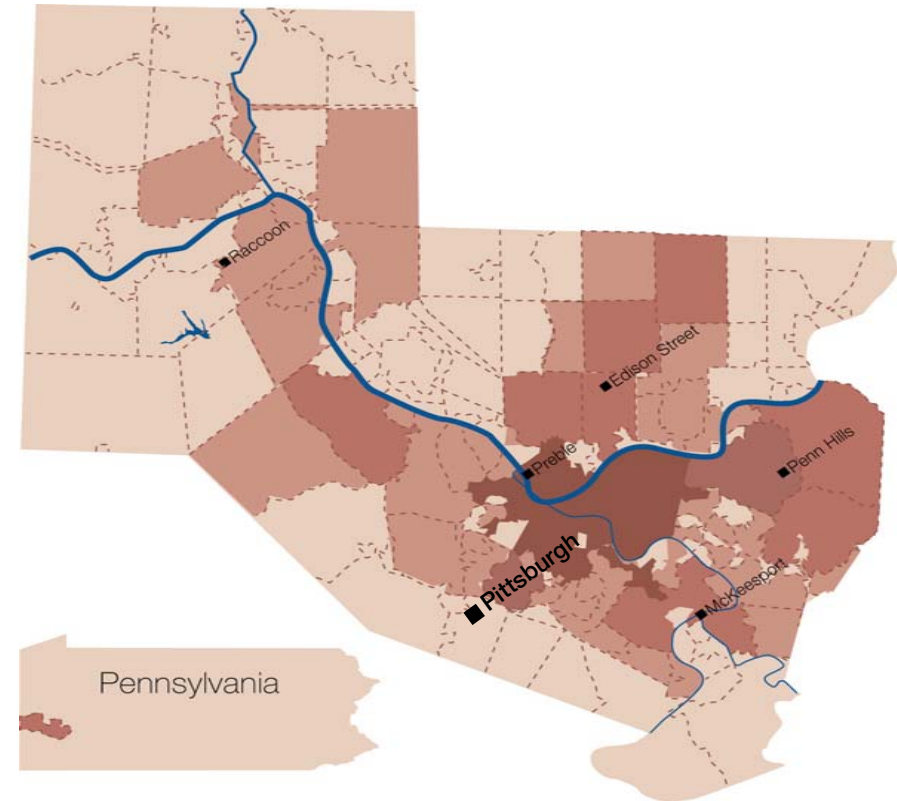 Raccoon
Edison Street
Preble
Penn Hills
Pittsburgh
McKeesport
Pennsylvania